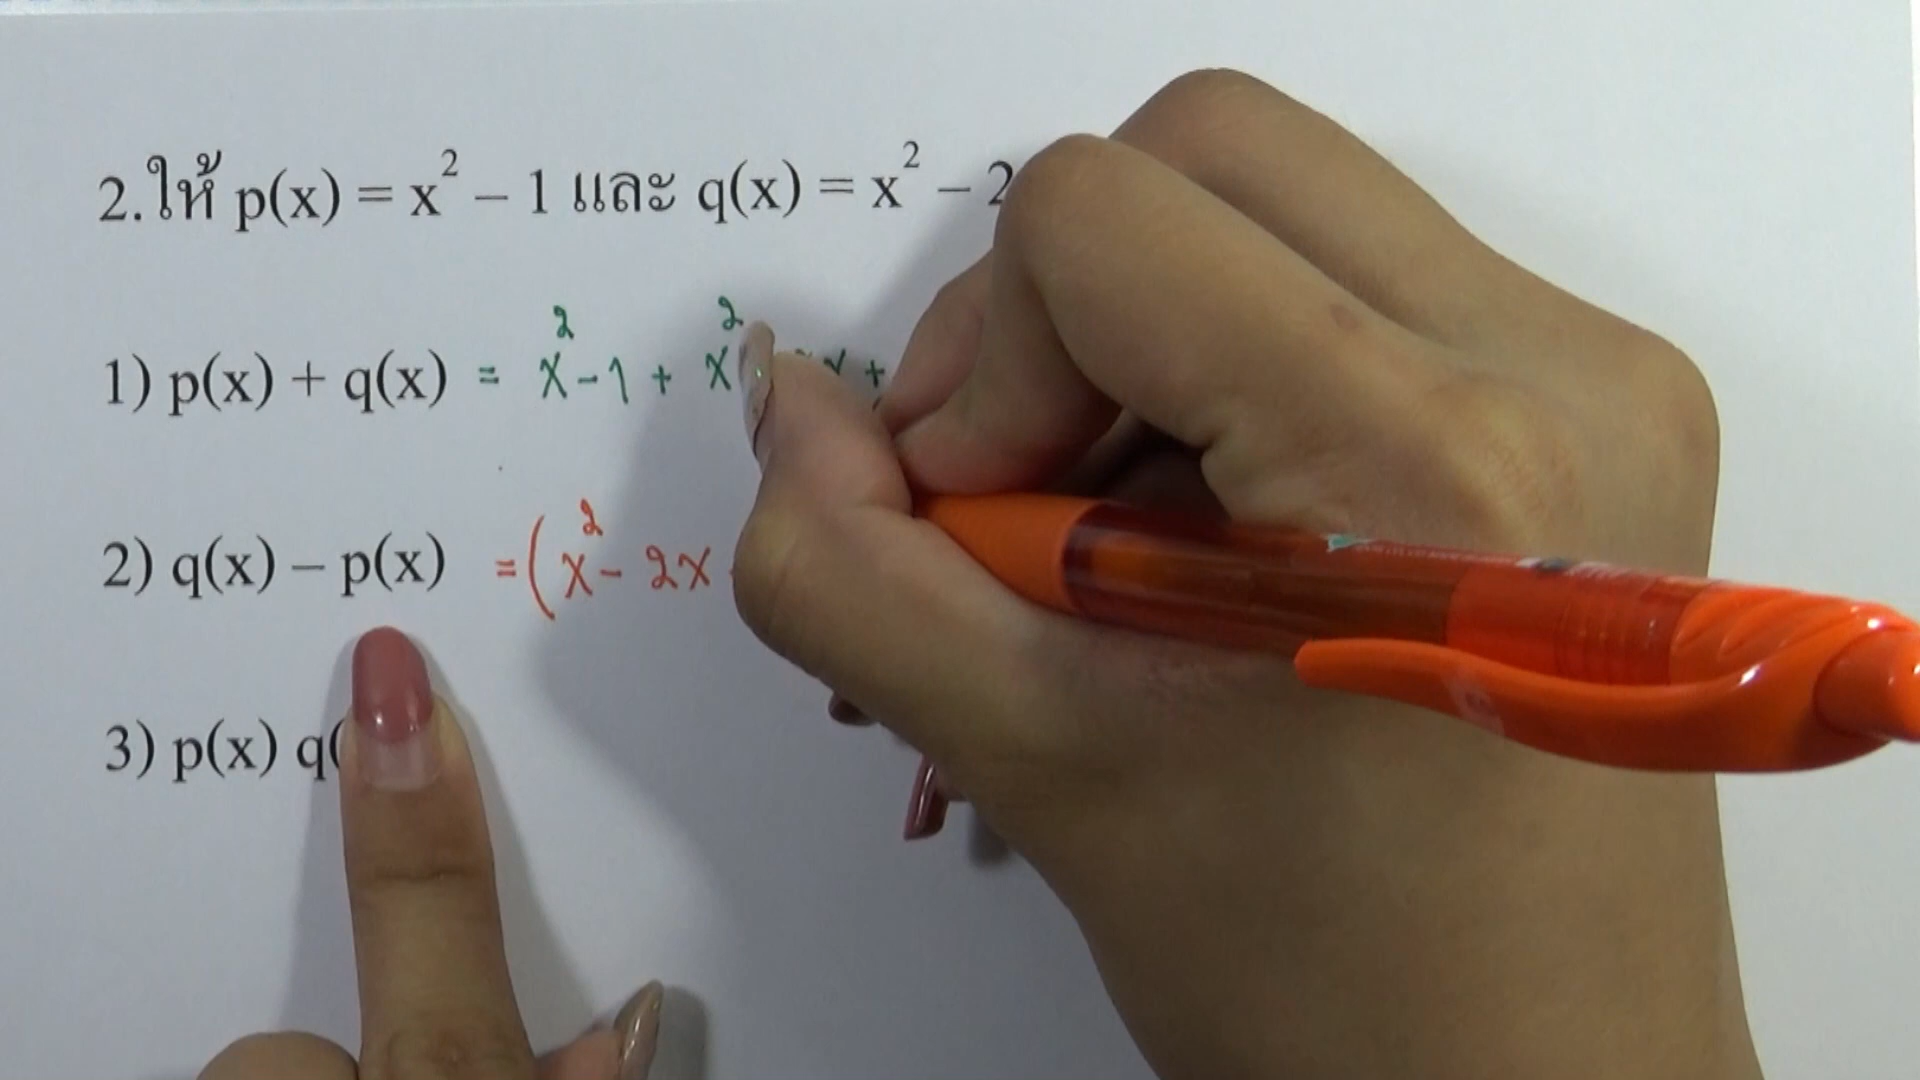 2.ให้ p(x) = x² – 1 และ q(x) = x² – 2
1) p(x) + q(x) = x² - 1 + x² x +
2) q(x) – p(x) = (x² - 2x
3) p(x) q(